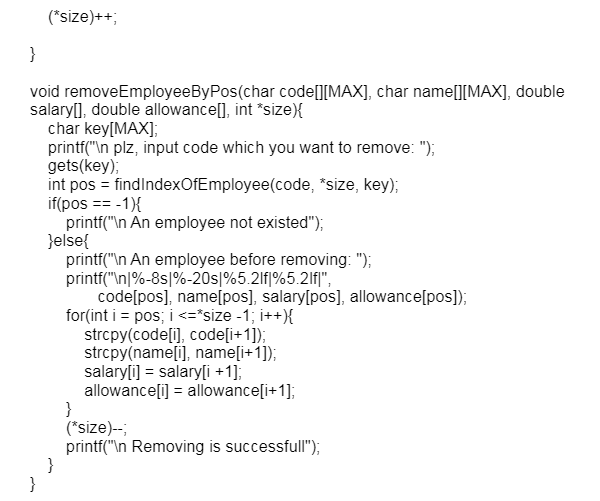 (*size)++;
}
void removeEmployeeByPos(char code[][MAX], char name[][MAX], double
salary[], double allowance[], int *size){
char key[MAX];
printf("\n plz, input code which you want to remove: ");
gets(key);
int pos = findIndexOfEmployee(code, *size, key);
if(pos == -1){
printf("\n An employee not existed");
}else{
printf("\n An employee before removing: ");
printf("\n|%-8s|%-20s|%5.2lf|%5.2lf|",
code[pos], name[pos], salary[pos], allowance[pos]);
for(int i = pos; i <=*size -1; i++){
strcpy(code[i], code[i+1]);
strcpy(name[i], name[i+1]);
salary[i] = salary[i +1];
allowance[i] = allowance[i+1];
}
(*size)--;
printf("\n Removing is successfull");
}
}